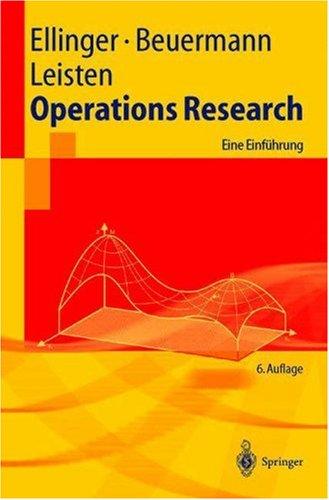 Ellinger · Beuermann
Leisten
Operations Research
Eine Einführung
6. Auflage
Springer